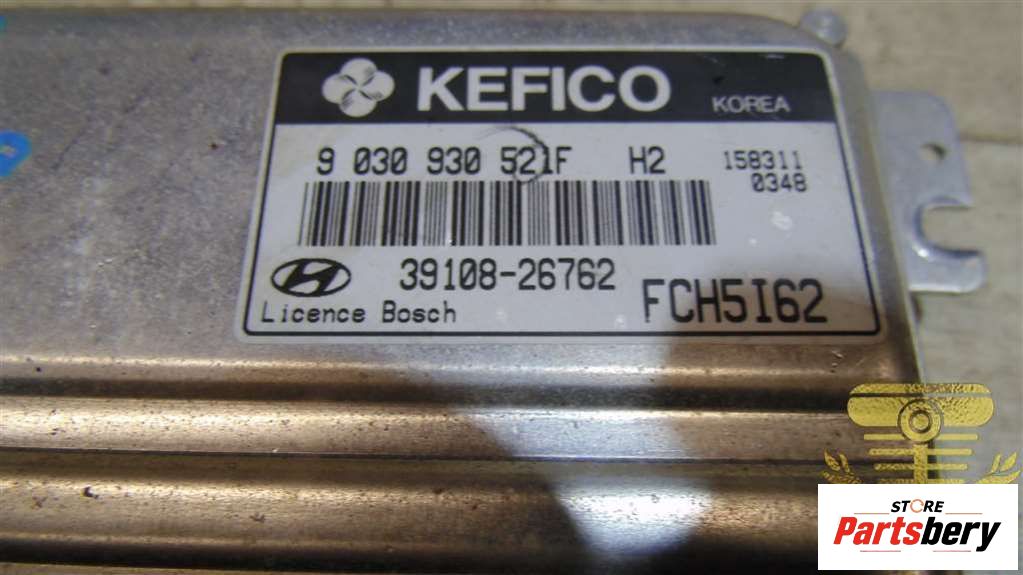 KEFICO KOREA
9 030 930 521F H2 158311
0348
39108-26762 FCH5I62
Licence Bosch
STORE
Partsbery